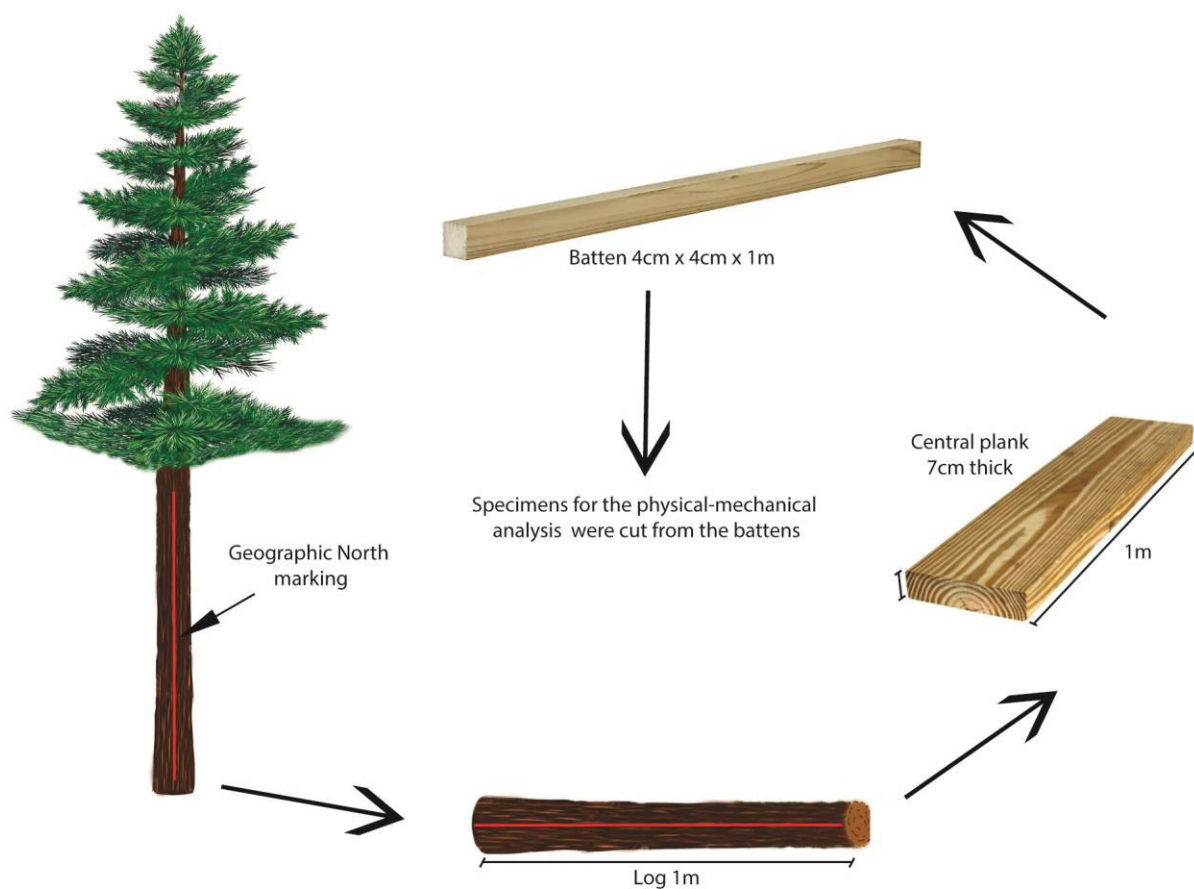 Geographic North
marking
Log 1m
Central plank
7cm thick
1m
Batten 4cm x 4cm x 1m
Specimens for the physical-mechanical
analysis were cut from the battens